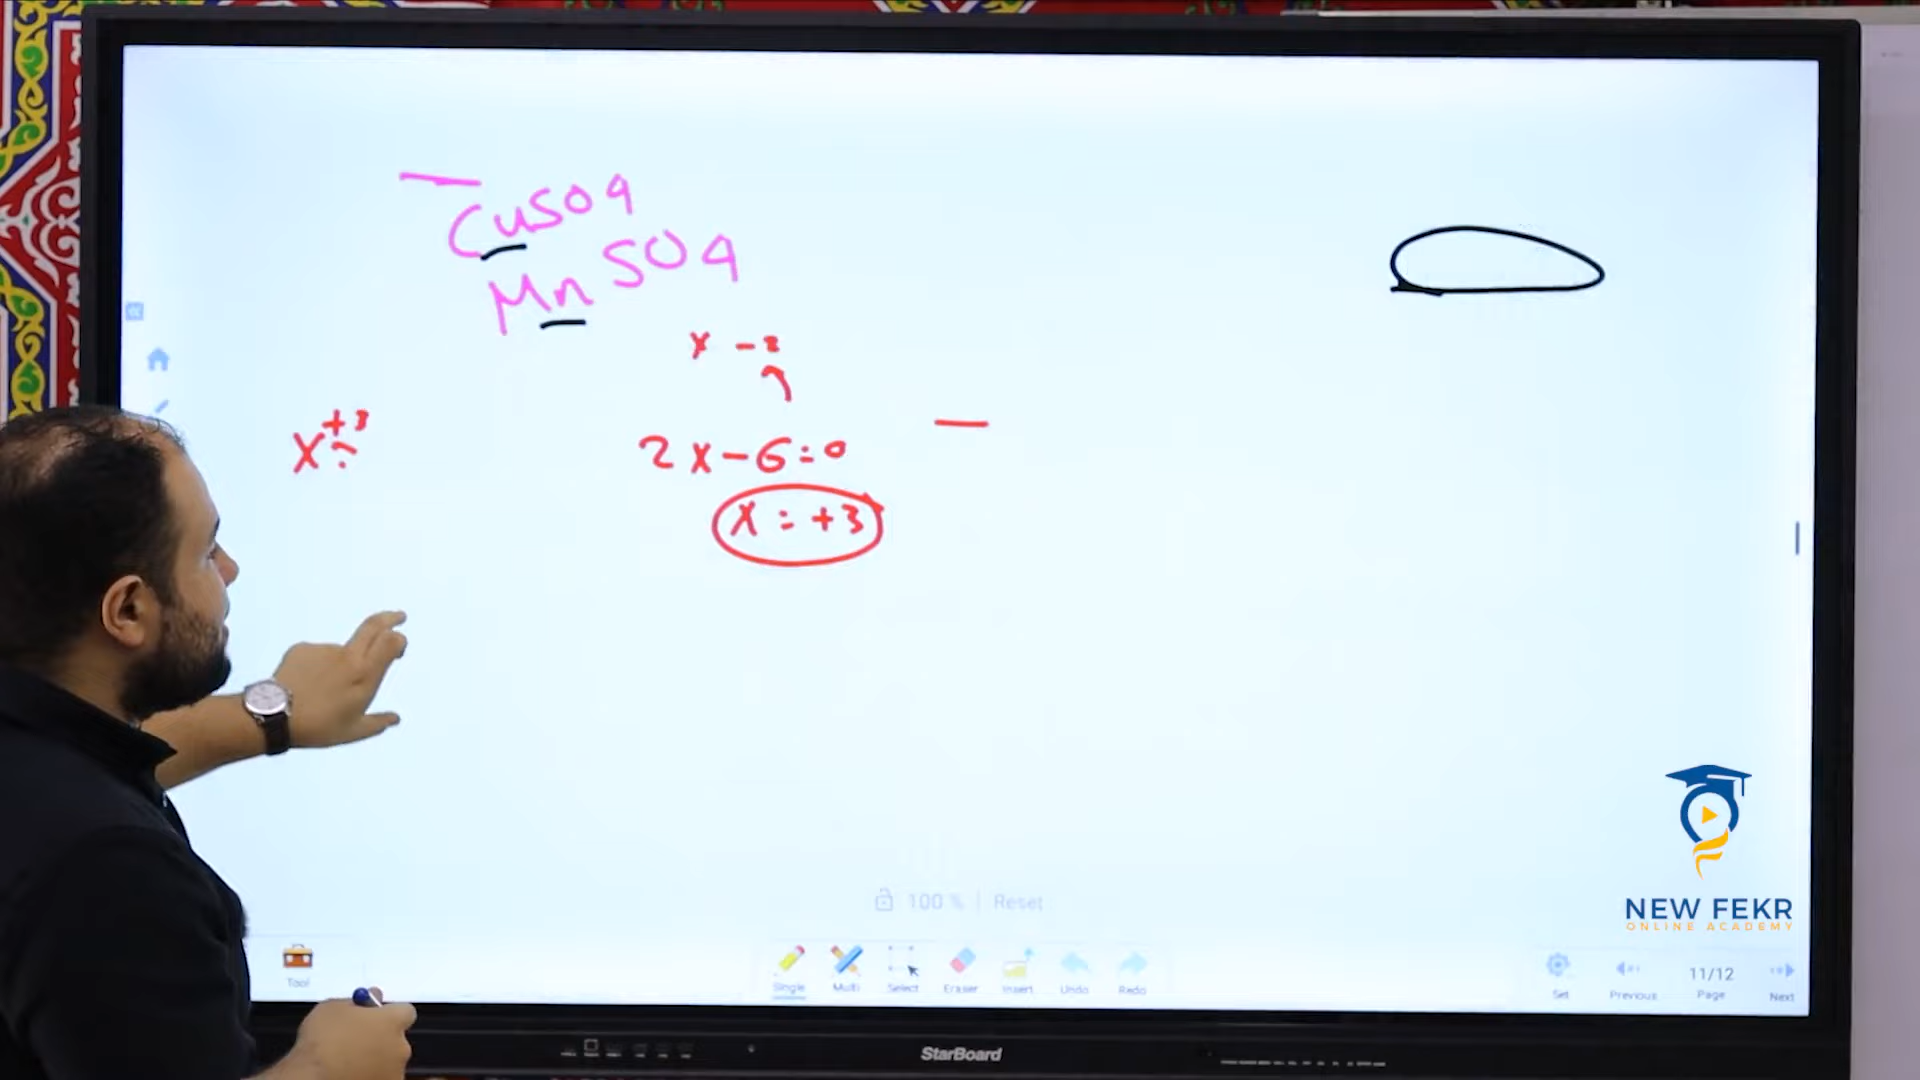 CuSO4
MnSO4
x -2
x+3
2x-6=0
x=+3
100 % | Reset
NEW FEKR
ONLINE ACADEMY
Tool
Single Multi Select Eraser Insert Undo Redo
Set Previous 11/12 Page Next
StarBoard